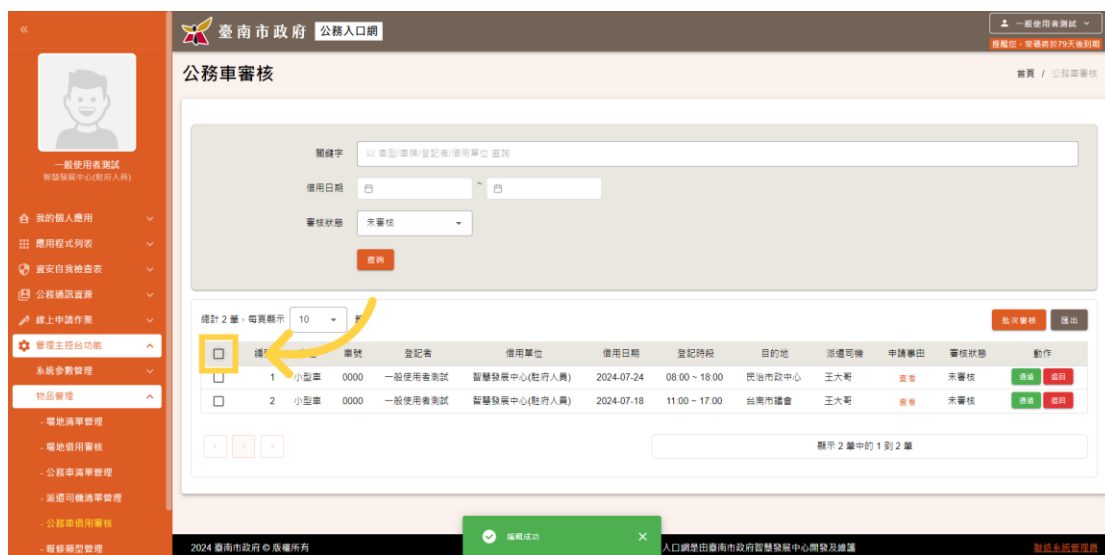 臺南市政府 公務入口網
一般使用者測試
提醒您，密碼將於79天後到期
公務車審核
首頁 / 公務車審核
一般使用者測試
智慧發展中心(駐府人員)
我的個人應用
應用程式列表
資安自我檢查表
公務通訊資源
線上申請作業
管理主控台功能
系統參數管理
物品管理
- 場地清單管理
- 場地借用審核
- 公務車清單管理
- 派遣司機清單管理
- 公務車借用審核
- 報修類型管理
關鍵字 以 車型/車牌/登記者/借用單位 查詢
借用日期 ~
審核狀態 未審核
查詢
總計 2 筆，每頁顯示 10
批次審核 匯出
車號 登記者 借用單位 借用日期 登記時段 目的地 派遣司機 申請事由 審核狀態 動作
1 小型車 0000 一般使用者測試 智慧發展中心(駐府人員) 2024-07-24 08:00 ~ 18:00 民治市政中心 王大哥 查看 未審核 通過 退回
2 小型車 0000 一般使用者測試 智慧發展中心(駐府人員) 2024-07-18 11:00 ~ 17:00 台南市議會 王大哥 查看 未審核 通過 退回
‹ 1 ›
顯示 2 筆中的 1 到 2 筆
編輯成功
2024 臺南市政府 © 版權所有
入口網是由臺南市政府智慧發展中心開發及維護
聯絡系統管理員